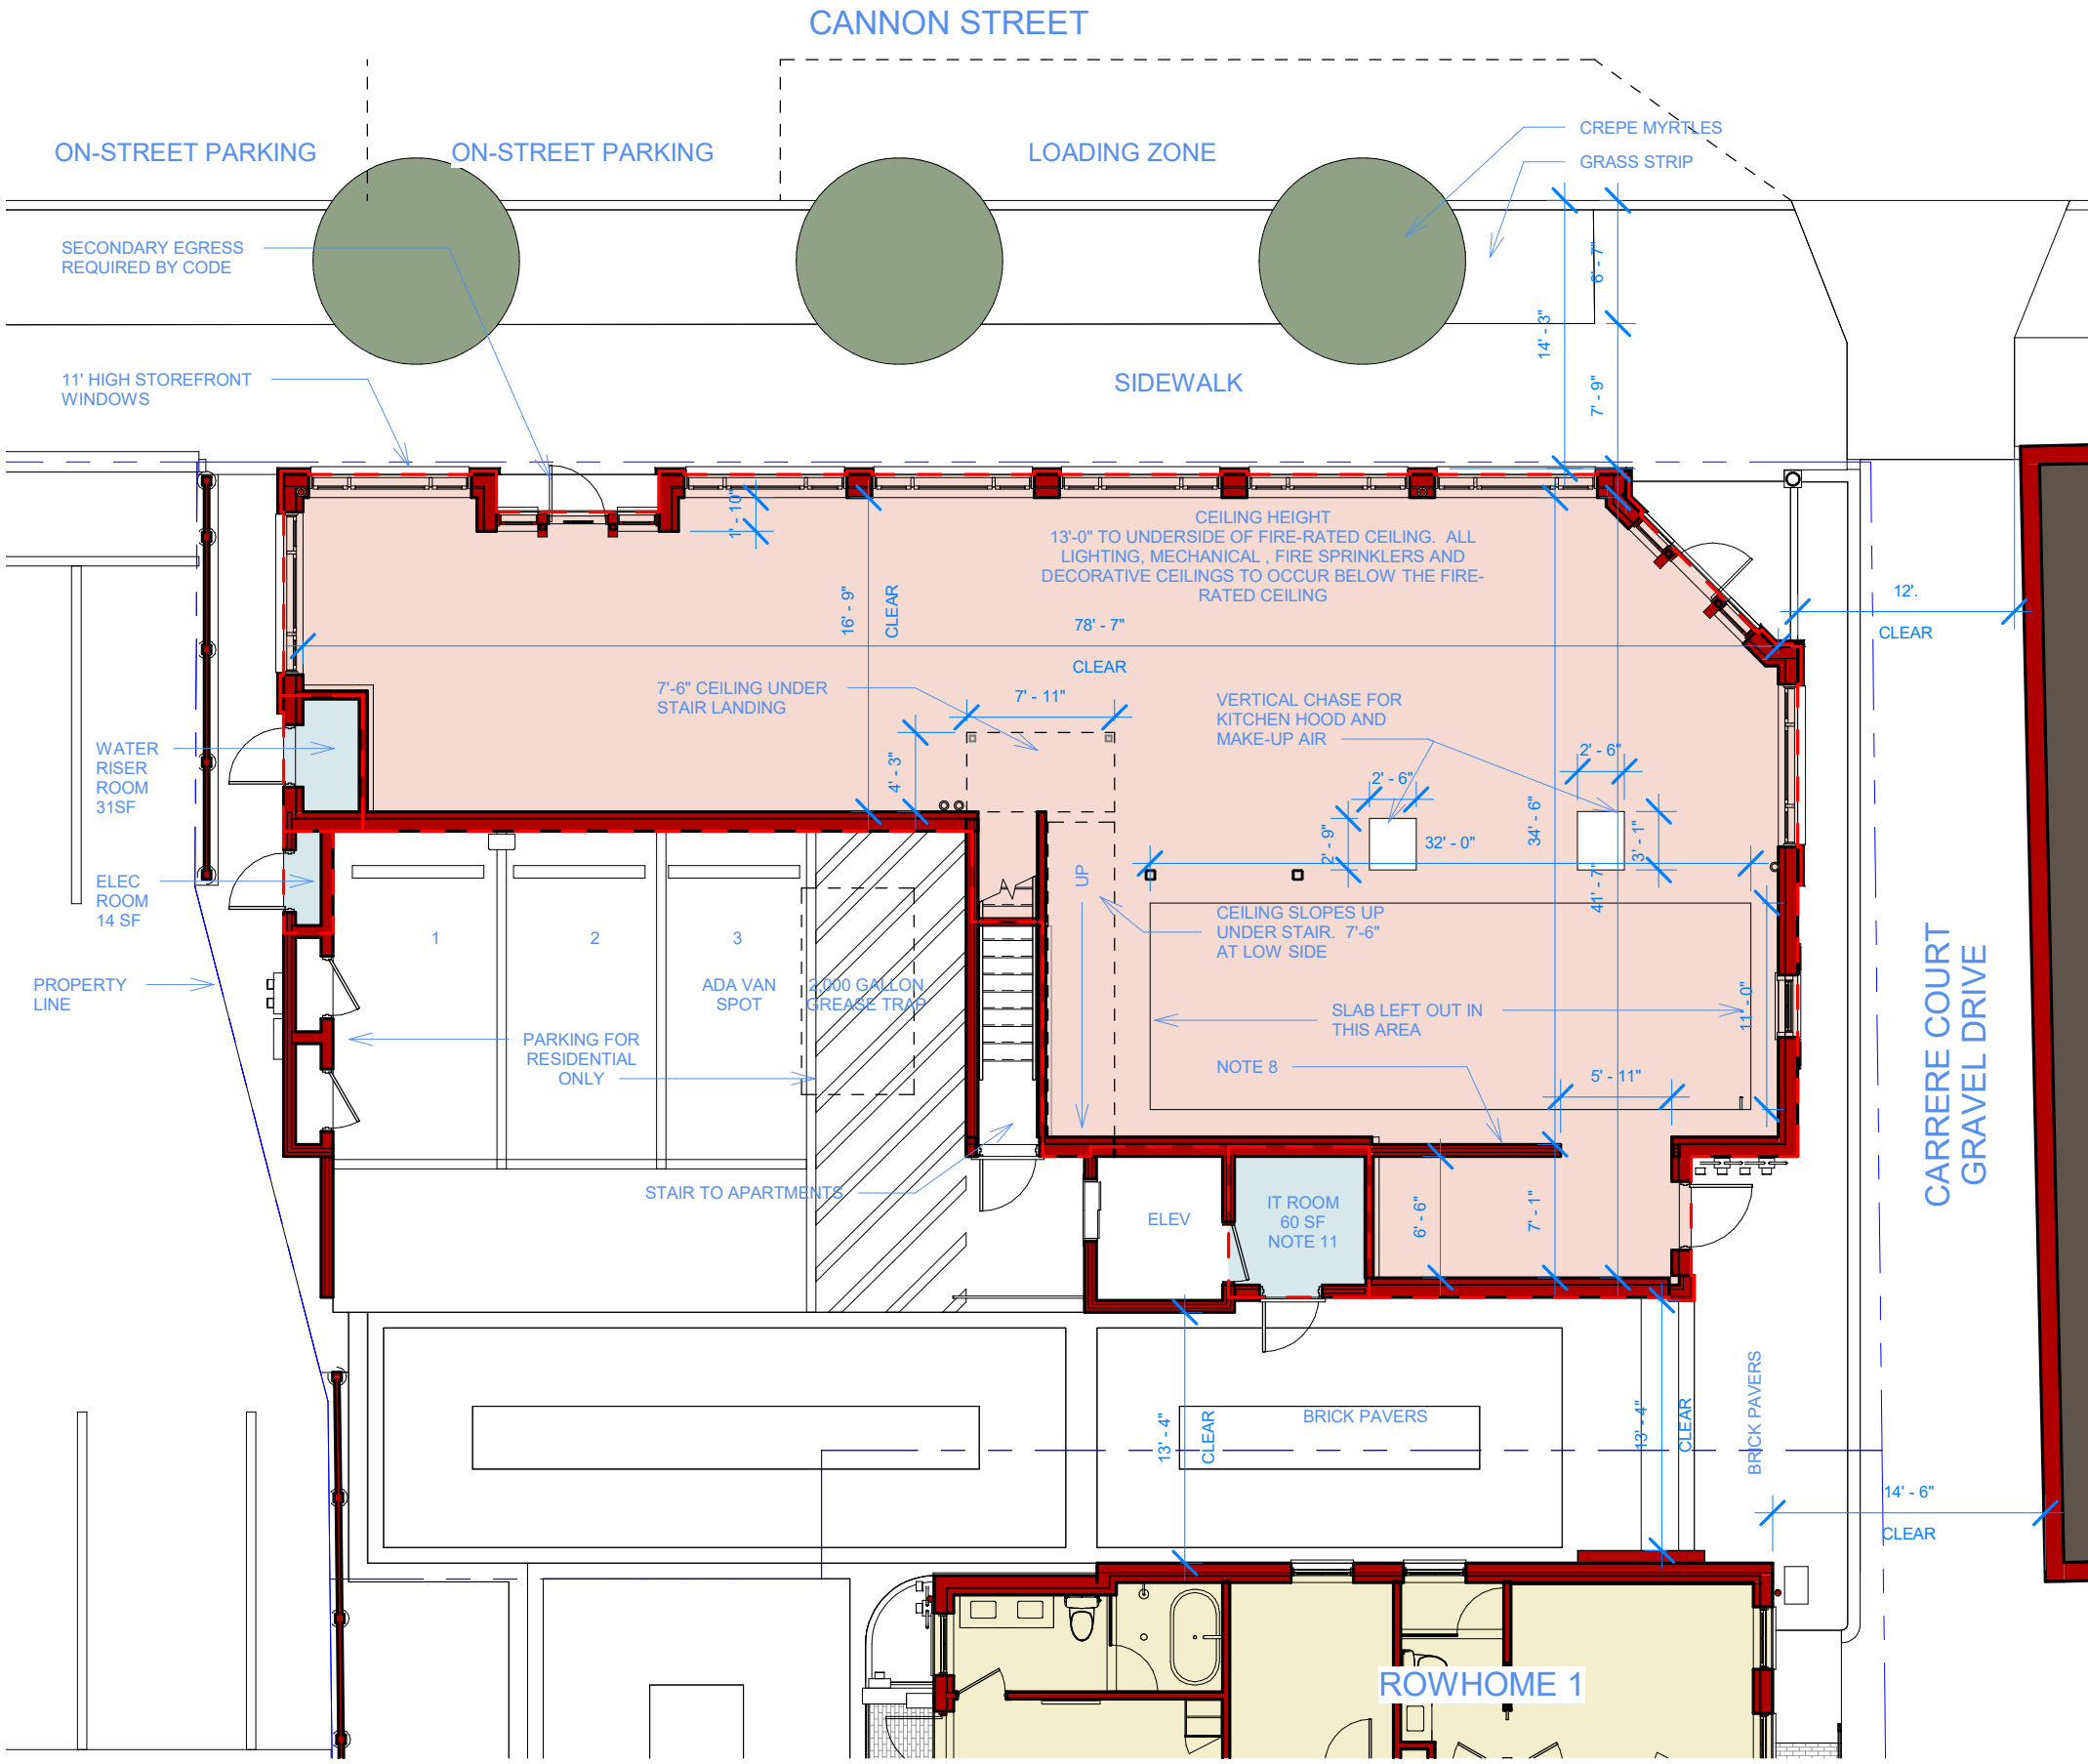 CANNON STREET
ON-STREET PARKING
ON-STREET PARKING
LOADING ZONE
CREPE MYRTLES
GRASS STRIP
SECONDARY EGRESS
REQUIRED BY CODE
6' - 7"
14' - 3"
7' - 9"
11' HIGH STOREFRONT
WINDOWS
SIDEWALK
1' - 10"
CEILING HEIGHT
13'-0" TO UNDERSIDE OF FIRE-RATED CEILING. ALL
LIGHTING, MECHANICAL , FIRE SPRINKLERS AND
DECORATIVE CEILINGS TO OCCUR BELOW THE FIRE-
RATED CEILING
16' - 9"
CLEAR
78' - 7"
CLEAR
12'.
CLEAR
7'-6" CEILING UNDER
STAIR LANDING
7' - 11"
VERTICAL CHASE FOR
KITCHEN HOOD AND
MAKE-UP AIR
WATER
RISER
ROOM
31SF
4' - 3"
2' - 6"
2' - 6"
2' - 9"
32' - 0"
34' - 6"
3' - 1"
41' - 7"
ELEC
ROOM
14 SF
UP
1
2
3
CEILING SLOPES UP
UNDER STAIR. 7'-6"
AT LOW SIDE
PROPERTY
LINE
ADA VAN
SPOT
2,000 GALLON
GREASE TRAP
SLAB LEFT OUT IN
THIS AREA
11' - 0"
PARKING FOR
RESIDENTIAL
ONLY
NOTE 8
5' - 11"
CARRERE COURT
GRAVEL DRIVE
STAIR TO APARTMENTS
ELEV
IT ROOM
60 SF
NOTE 11
6' - 6"
7' - 1"
13' - 4"
CLEAR
BRICK PAVERS
13' - 4"
CLEAR
BRICK PAVERS
14' - 6"
CLEAR
ROWHOME 1